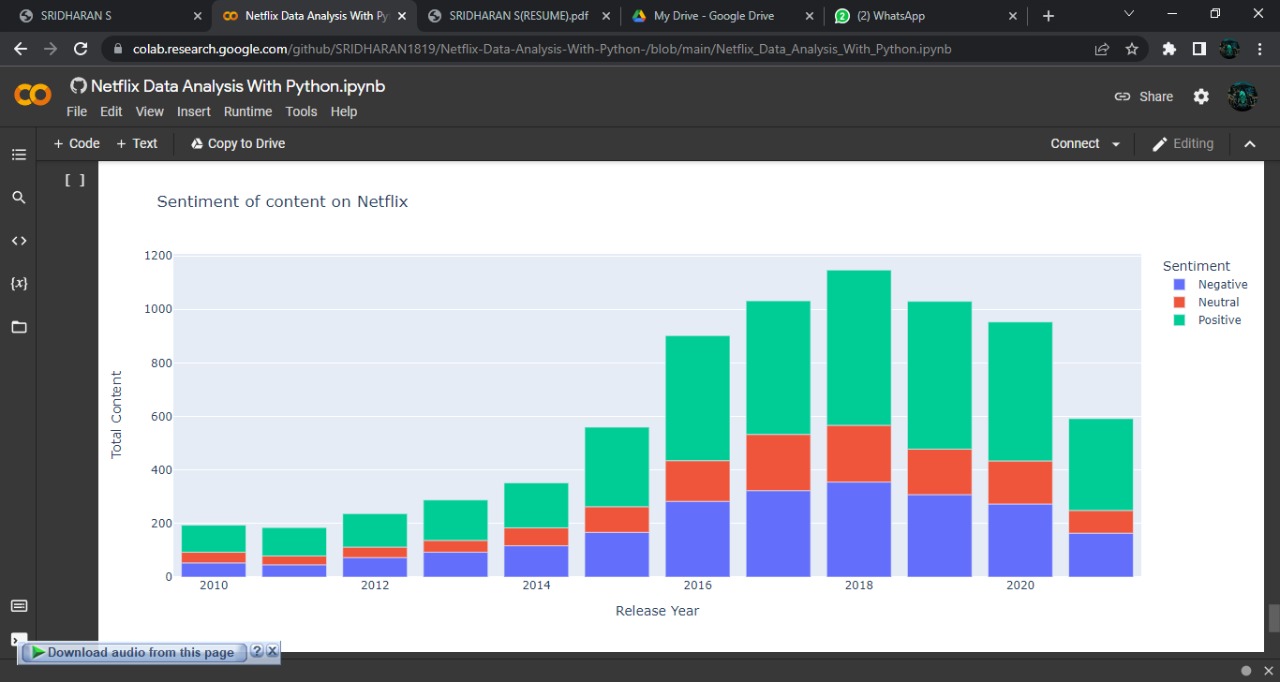 SRIDHARAN S
Netflix Data Analysis With Py
SRIDHARAN S(RESUME).pdf
My Drive - Google Drive
(2) WhatsApp
colab.research.google.com/github/SRIDHARAN1819/Netflix-Data-Analysis-With-Python-/blob/main/Netflix_Data_Analysis_With_Python.ipynb
Netflix Data Analysis With Python.ipynb
File Edit View Insert Runtime Tools Help
Share
+ Code + Text Copy to Drive
Connect
Editing
[ ]
{x}
Sentiment of content on Netflix
1200
1000
800
600
400
200
0
Total Content
2010 2012 2014 2016 2018 2020
Release Year
Sentiment
Negative
Neutral
Positive
Download audio from this page ? X